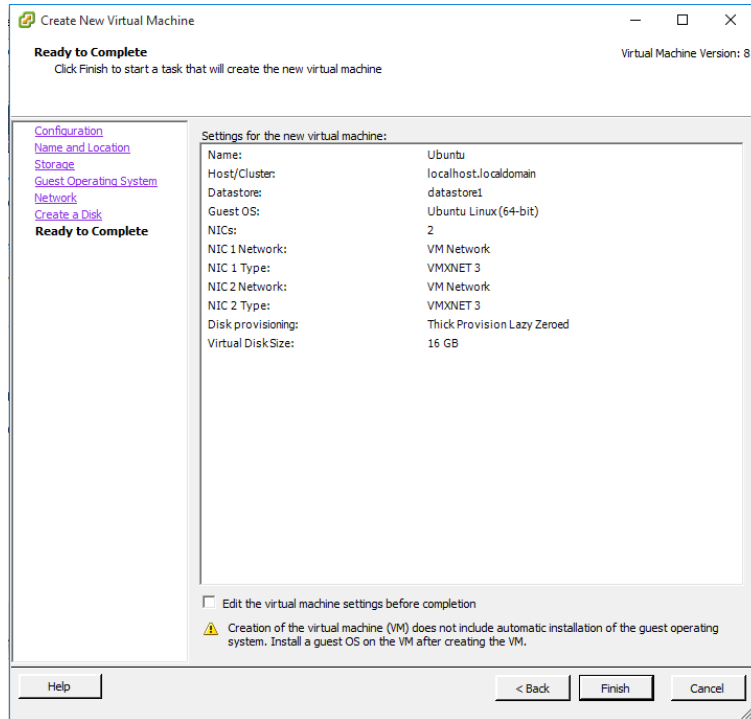 Create New Virtual Machine
Ready to Complete
Click Finish to start a task that will create the new virtual machine
Virtual Machine Version: 8
Configuration
Name and Location
Storage
Guest Operating System
Network
Create a Disk
Ready to Complete
Settings for the new virtual machine:
Name: Ubuntu
Host/Cluster: localhost.localdomain
Datastore: datastore1
Guest OS: Ubuntu Linux (64-bit)
NICs: 2
NIC 1 Network: VM Network
NIC 1 Type: VMXNET 3
NIC 2 Network: VM Network
NIC 2 Type: VMXNET 3
Disk provisioning: Thick Provision Lazy Zeroed
Virtual Disk Size: 16 GB
Edit the virtual machine settings before completion
Creation of the virtual machine (VM) does not include automatic installation of the guest operating
system. Install a guest OS on the VM after creating the VM.
Help
< Back
Finish
Cancel